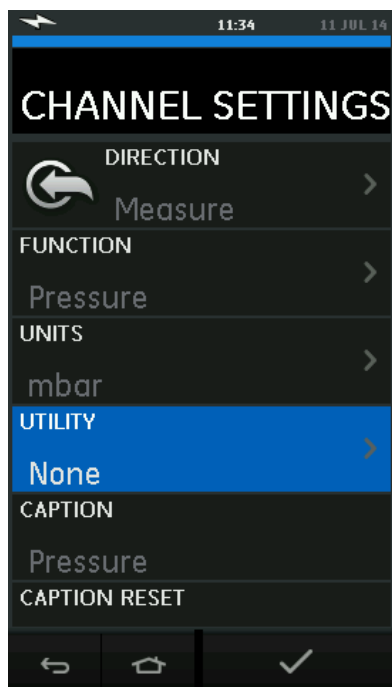 11:34 11 JUL 14
CHANNEL SETTINGS
DIRECTION
Measure
FUNCTION
Pressure
UNITS
mbar
UTILITY
None
CAPTION
Pressure
CAPTION RESET